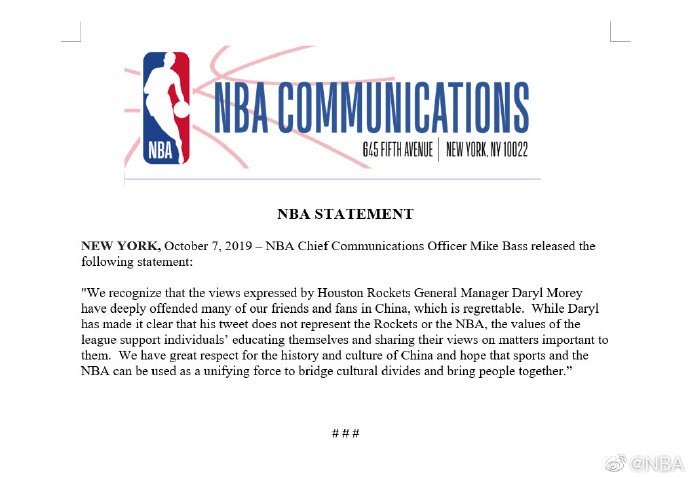 NBA
NBA COMMUNICATIONS
645 FIFTH AVENUE | NEW YORK, NY 10022
NBA STATEMENT
NEW YORK, October 7, 2019 – NBA Chief Communications Officer Mike Bass released the
following statement:
"We recognize that the views expressed by Houston Rockets General Manager Daryl Morey
have deeply offended many of our friends and fans in China, which is regrettable.  While Daryl
has made it clear that his tweet does not represent the Rockets or the NBA, the values of the
league support individuals’ educating themselves and sharing their views on matters important to
them.  We have great respect for the history and culture of China and hope that sports and the
NBA can be used as a unifying force to bridge cultural divides and bring people together.”
# # #
@NBA